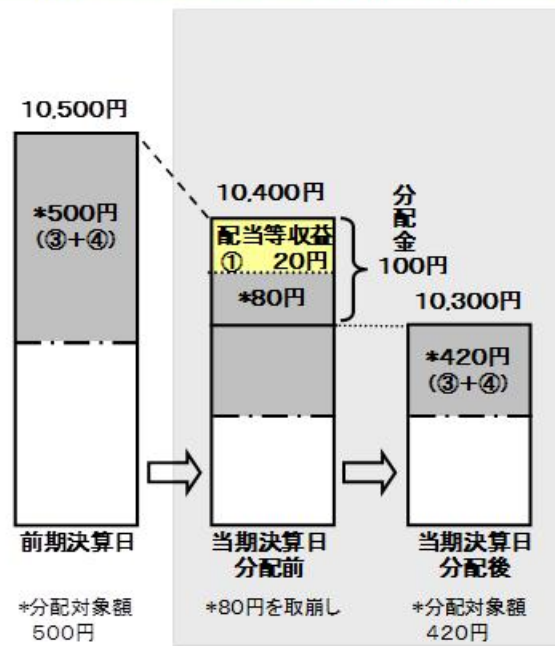 10,500円
*500円
(③+④)
10,400円
配当等収益
① 20円
*80円
分配金
100円
10,300円
*420円
(③+④)
前期決算日
当期決算日
分配前
当期決算日
分配後
*分配対象額
500円
*80円を取崩し
*分配対象額
420円